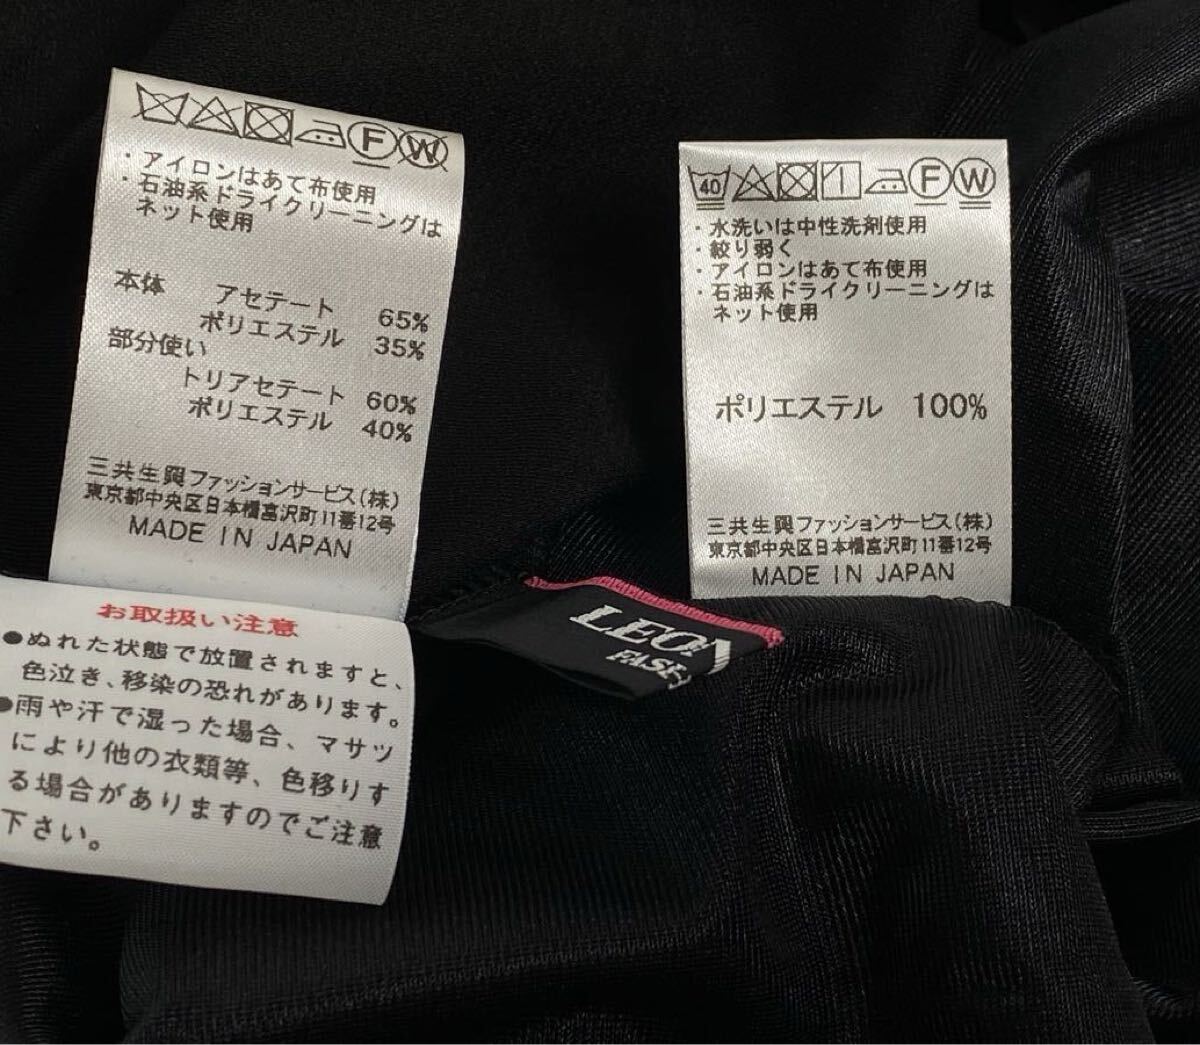 F W
・アイロンはあて布使用
・石油系ドライクリーニングは
ネット使用
本体 アセテート 65%
ポリエステル 35%
部分使い
トリアセテート 60%
ポリエステル 40%
三共生興ファッションサービス(株)
東京都中央区日本橋富沢町11番12号
MADE IN JAPAN
お取扱い注意
●ぬれた状態で放置されますと、
色泣き、移染の恐れがあります。
●雨や汗で湿った場合、マサツ
により他の衣類等、色移りす
る場合がありますのでご注意
下さい。
40 F W
・水洗いは中性洗剤使用
・絞り弱く
・アイロンはあて布使用
・石油系ドライクリーニングは
ネット使用
ポリエステル 100%
三共生興ファッションサービス(株)
東京都中央区日本橋富沢町11番12号
MADE IN JAPAN
LEON
FASE